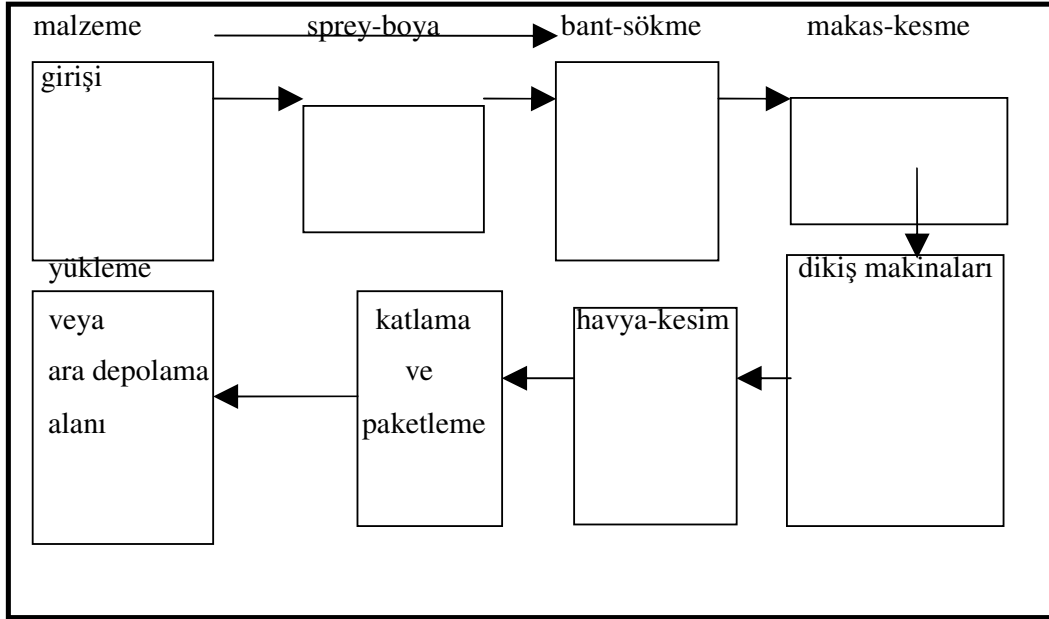 malzeme
girişi
sprey-boya
bant-sökme
makas-kesme
dikiş makinaları
havya-kesim
katlama
ve
paketleme
yükleme
veya
ara depolama
alanı